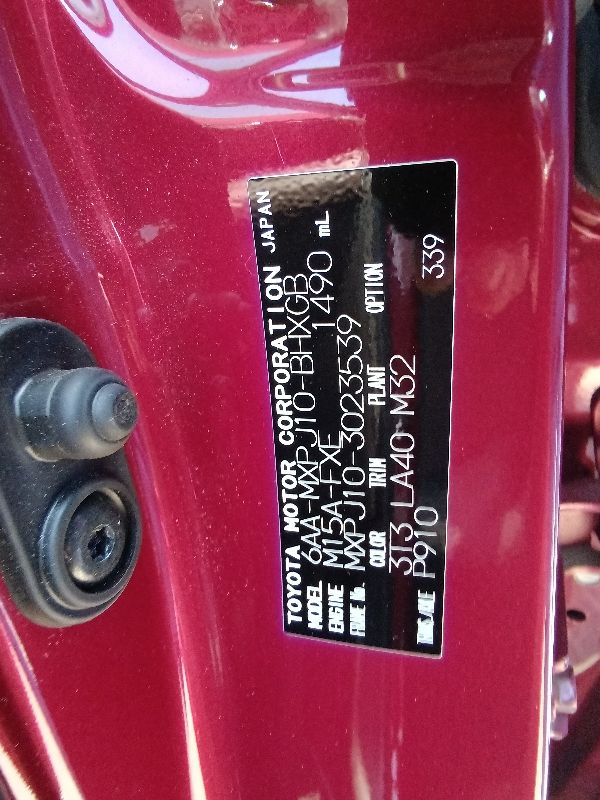 TOYOTA MOTOR CORPORATION JAPAN
MODEL 6AA-MXPJ10-BHXGB
ENGINE M15A-FXE 1490 mL
FRAME No. MXPJ10-3023539
COLOR TRIM PLANT OPTION
3T3 LA40 M32 339
TRANS./AXLE P910